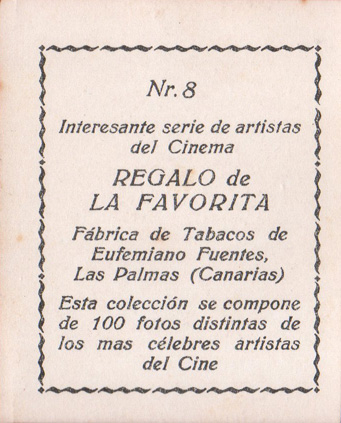 Nr. 8
Interesante serie de artistas
del Cinema
REGALO de
LA FAVORITA
Fábrica de Tabacos de
Eufemiano Fuentes,
Las Palmas (Canarias)
Esta colección se compone
de 100 fotos distintas de
los mas célebres artistas
del Cine